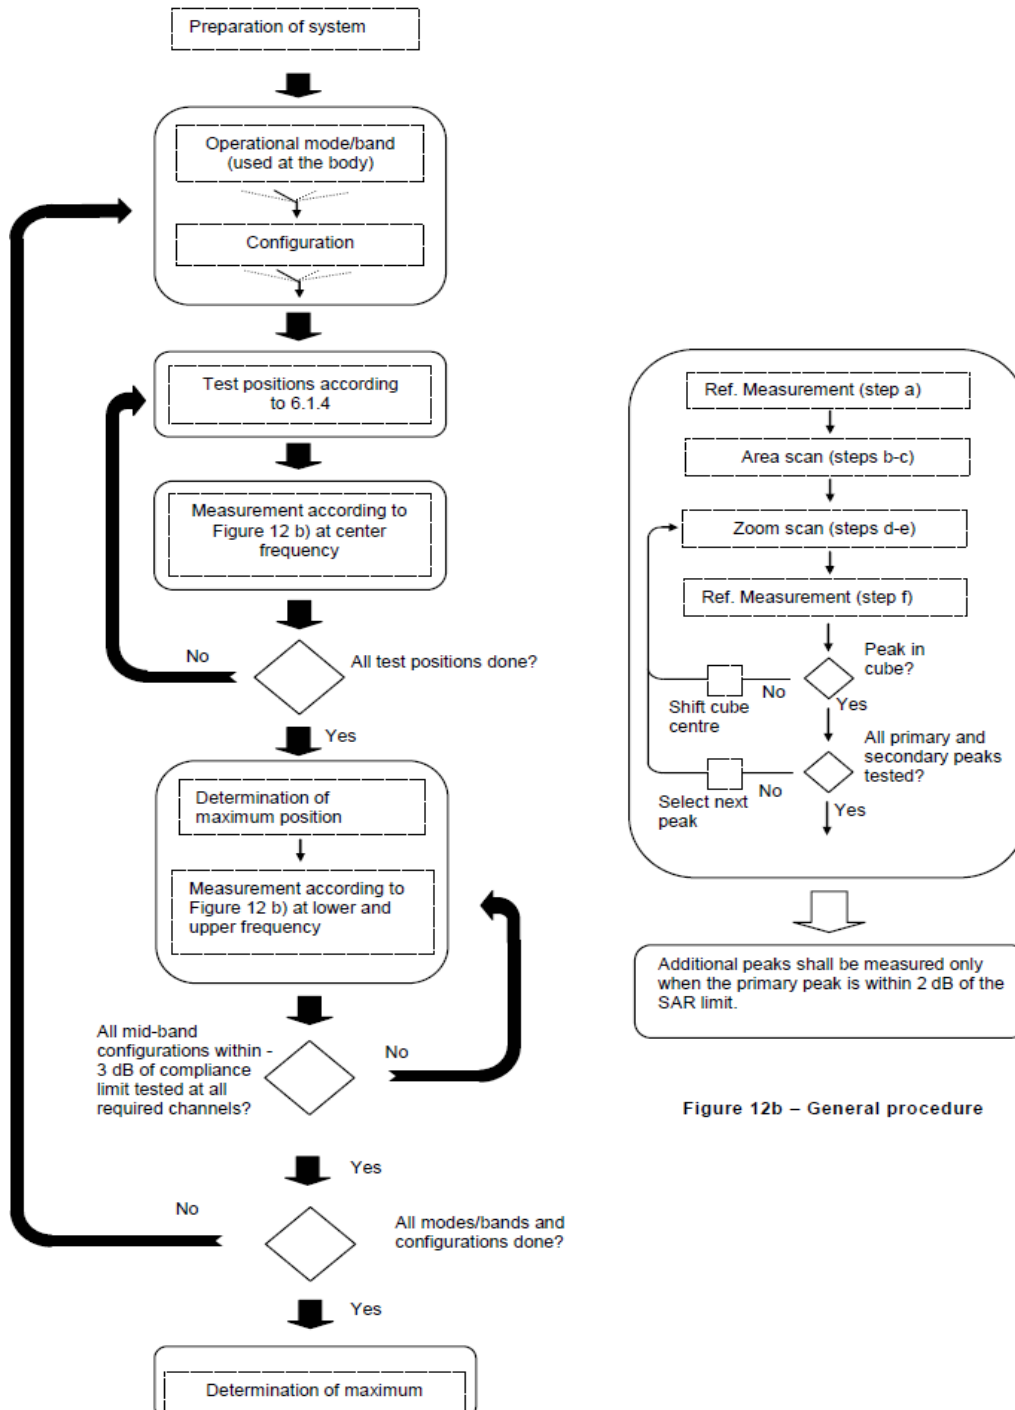 Preparation of system
Operational mode/band
(used at the body)
Configuration
Test positions according
to 6.1.4
Measurement according to
Figure 12 b) at center
frequency
No
All test positions done?
Yes
Determination of
maximum position
Measurement according to
Figure 12 b) at lower and
upper frequency
All mid-band
configurations within -
3 dB of compliance
limit tested at all
required channels?
No
Yes
No
All modes/bands and
configurations done?
Yes
Determination of maximum
Ref. Measurement (step a)
Area scan (steps b-c)
Zoom scan (steps d-e)
Ref. Measurement (step f)
Peak in
cube?
No
Shift cube
centre
Yes
All primary and
secondary peaks
tested?
No
Select next
peak
Yes
Additional peaks shall be measured only
when the primary peak is within 2 dB of the
SAR limit.
Figure 12b – General procedure